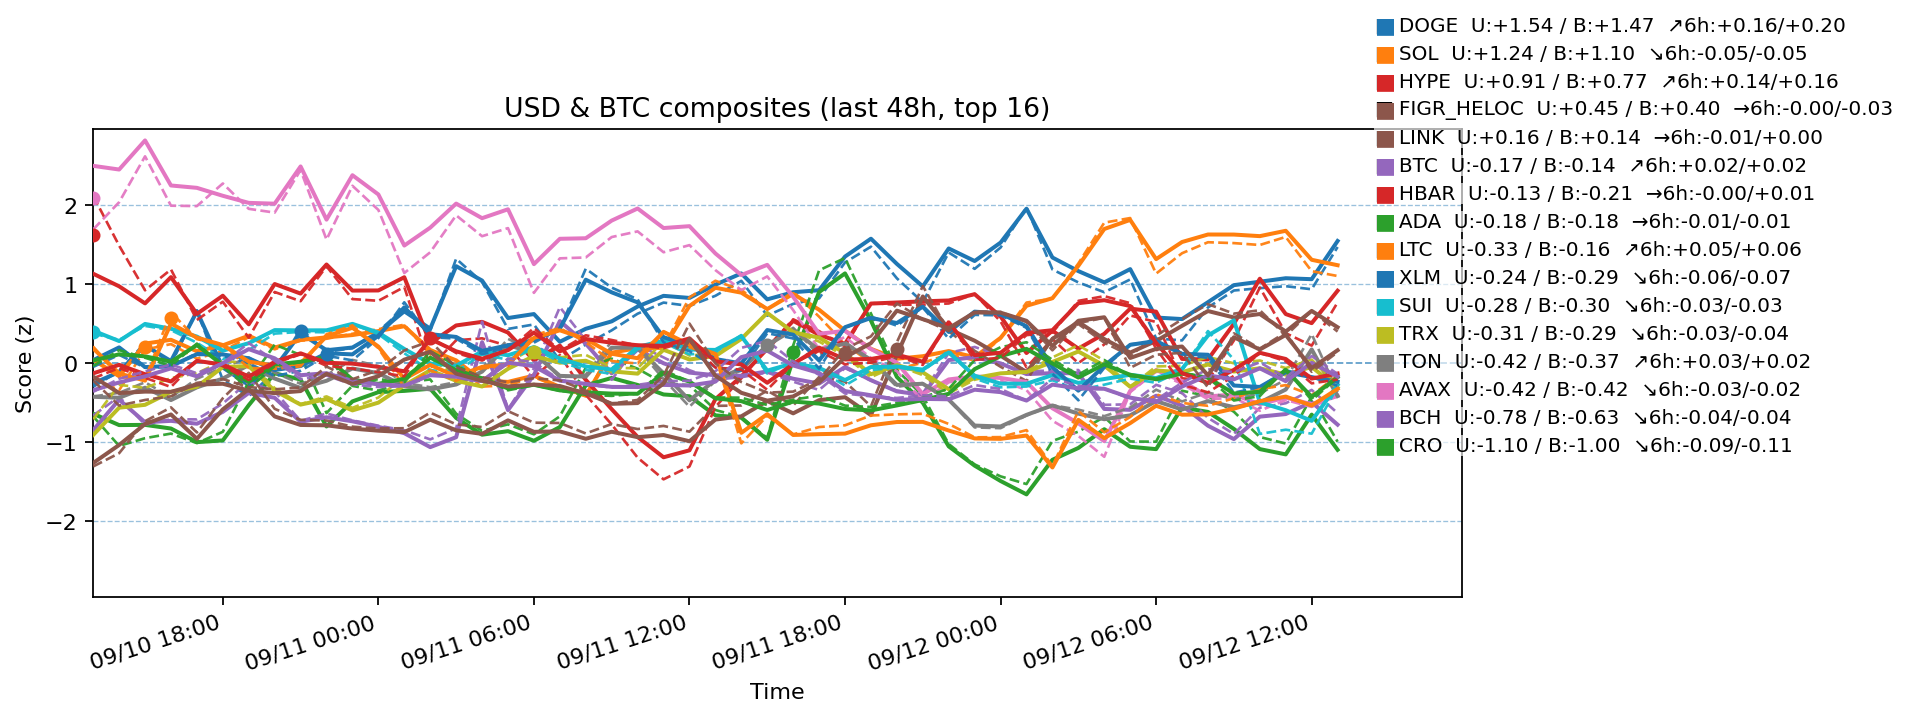 DOGE U:+1.54 / B:+1.47 ↗6h:+0.16/+0.20
SOL U:+1.24 / B:+1.10 ↘6h:-0.05/-0.05
HYPE U:+0.91 / B:+0.77 ↗6h:+0.14/+0.16
FIGR_HELOC U:+0.45 / B:+0.40 →6h:-0.00/-0.03
LINK U:+0.16 / B:+0.14 →6h:-0.01/+0.00
BTC U:-0.17 / B:-0.14 ↗6h:+0.02/+0.02
HBAR U:-0.13 / B:-0.21 →6h:-0.00/+0.01
ADA U:-0.18 / B:-0.18 →6h:-0.01/-0.01
LTC U:-0.33 / B:-0.16 ↗6h:+0.05/+0.06
XLM U:-0.24 / B:-0.29 ↘6h:-0.06/-0.07
SUI U:-0.28 / B:-0.30 ↘6h:-0.03/-0.03
TRX U:-0.31 / B:-0.29 ↘6h:-0.03/-0.04
TON U:-0.42 / B:-0.37 ↗6h:+0.03/+0.02
AVAX U:-0.42 / B:-0.42 ↘6h:-0.03/-0.02
BCH U:-0.78 / B:-0.63 ↘6h:-0.04/-0.04
CRO U:-1.10 / B:-1.00 ↘6h:-0.09/-0.11
USD & BTC composites (last 48h, top 16)
Score (z)
2
1
0
−1
−2
09/10 18:00
09/11 00:00
09/11 06:00
09/11 12:00
09/11 18:00
09/12 00:00
09/12 06:00
09/12 12:00
Time